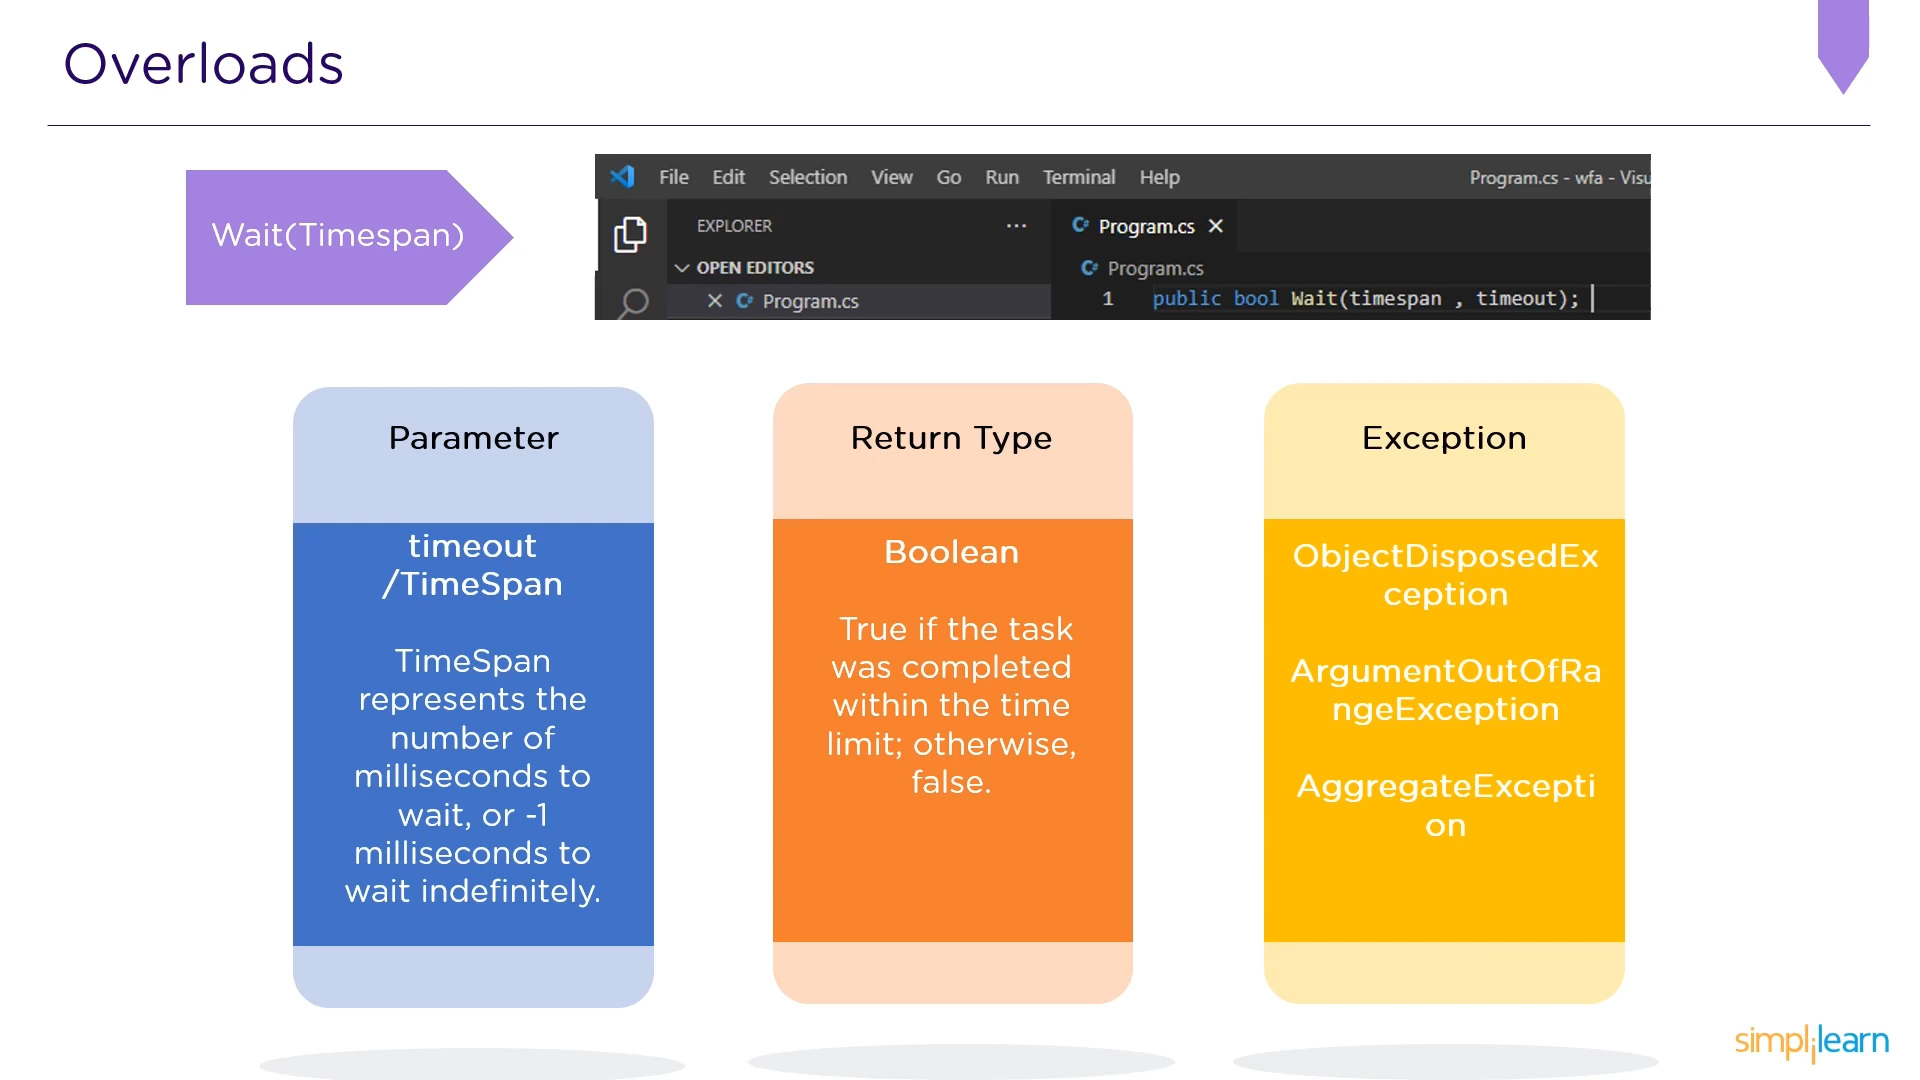 Overloads
Wait(Timespan)
File Edit Selection View Go Run Terminal Help Program.cs - wfa - Visu
EXPLORER ··· Program.cs
OPEN EDITORS Program.cs
Program.cs 1 public bool Wait(timespan , timeout);
Parameter
timeout
/TimeSpan
TimeSpan
represents the
number of
milliseconds to
wait, or -1
milliseconds to
wait indefinitely.
Return Type
Boolean
True if the task
was completed
within the time
limit; otherwise,
false.
Exception
ObjectDisposedEx
ception
ArgumentOutOfRa
ngeException
AggregateExcepti
on
simplilearn